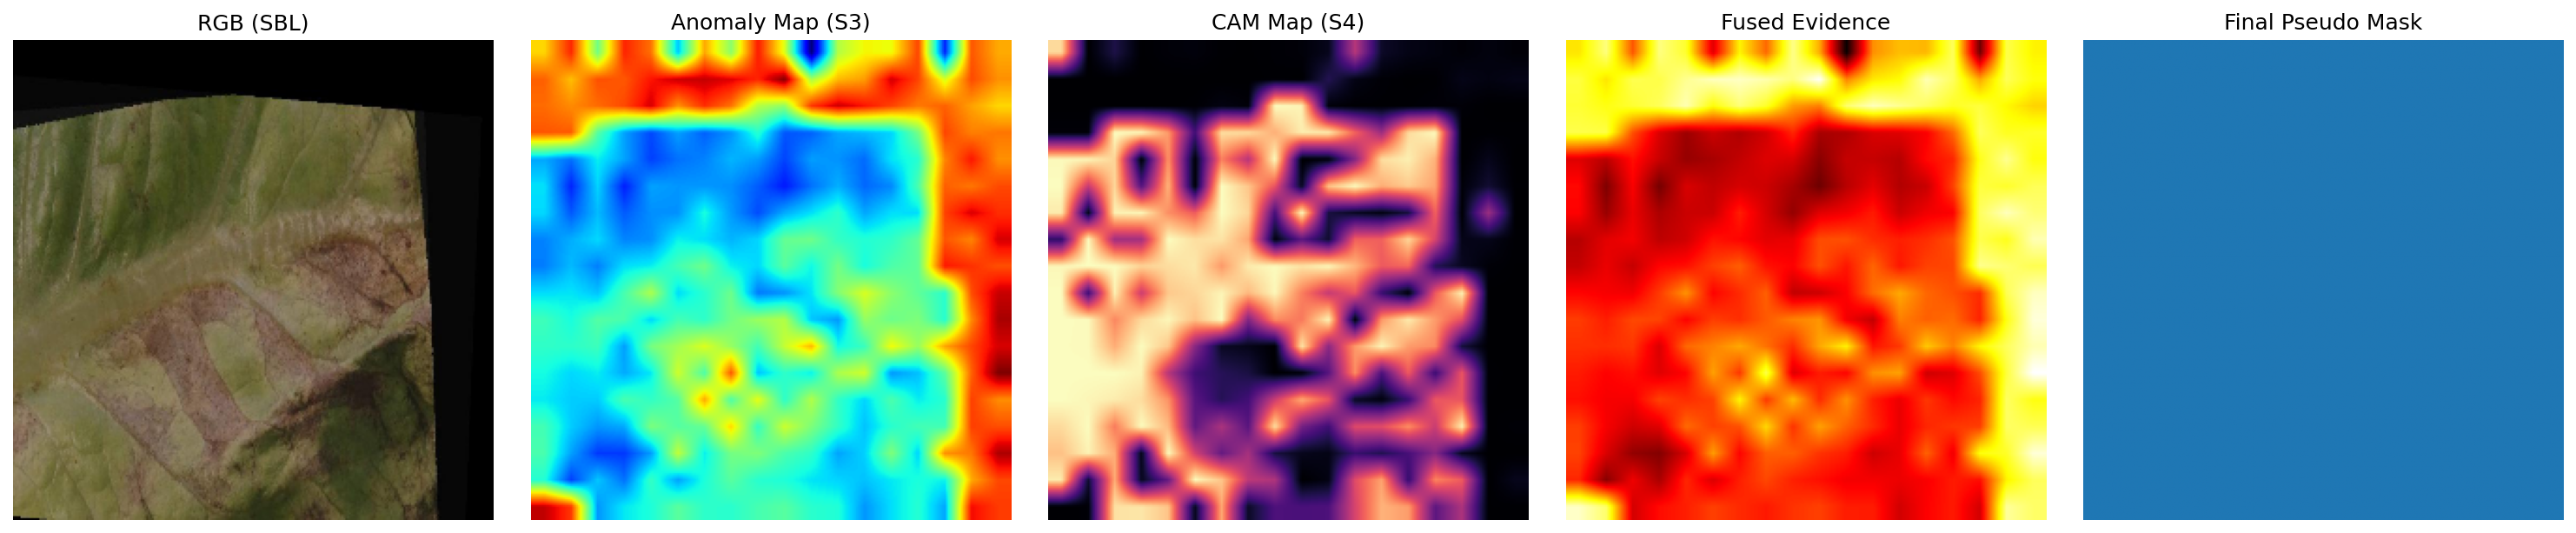 RGB (SBL)
Anomaly Map (S3)
CAM Map (S4)
Fused Evidence
Final Pseudo Mask